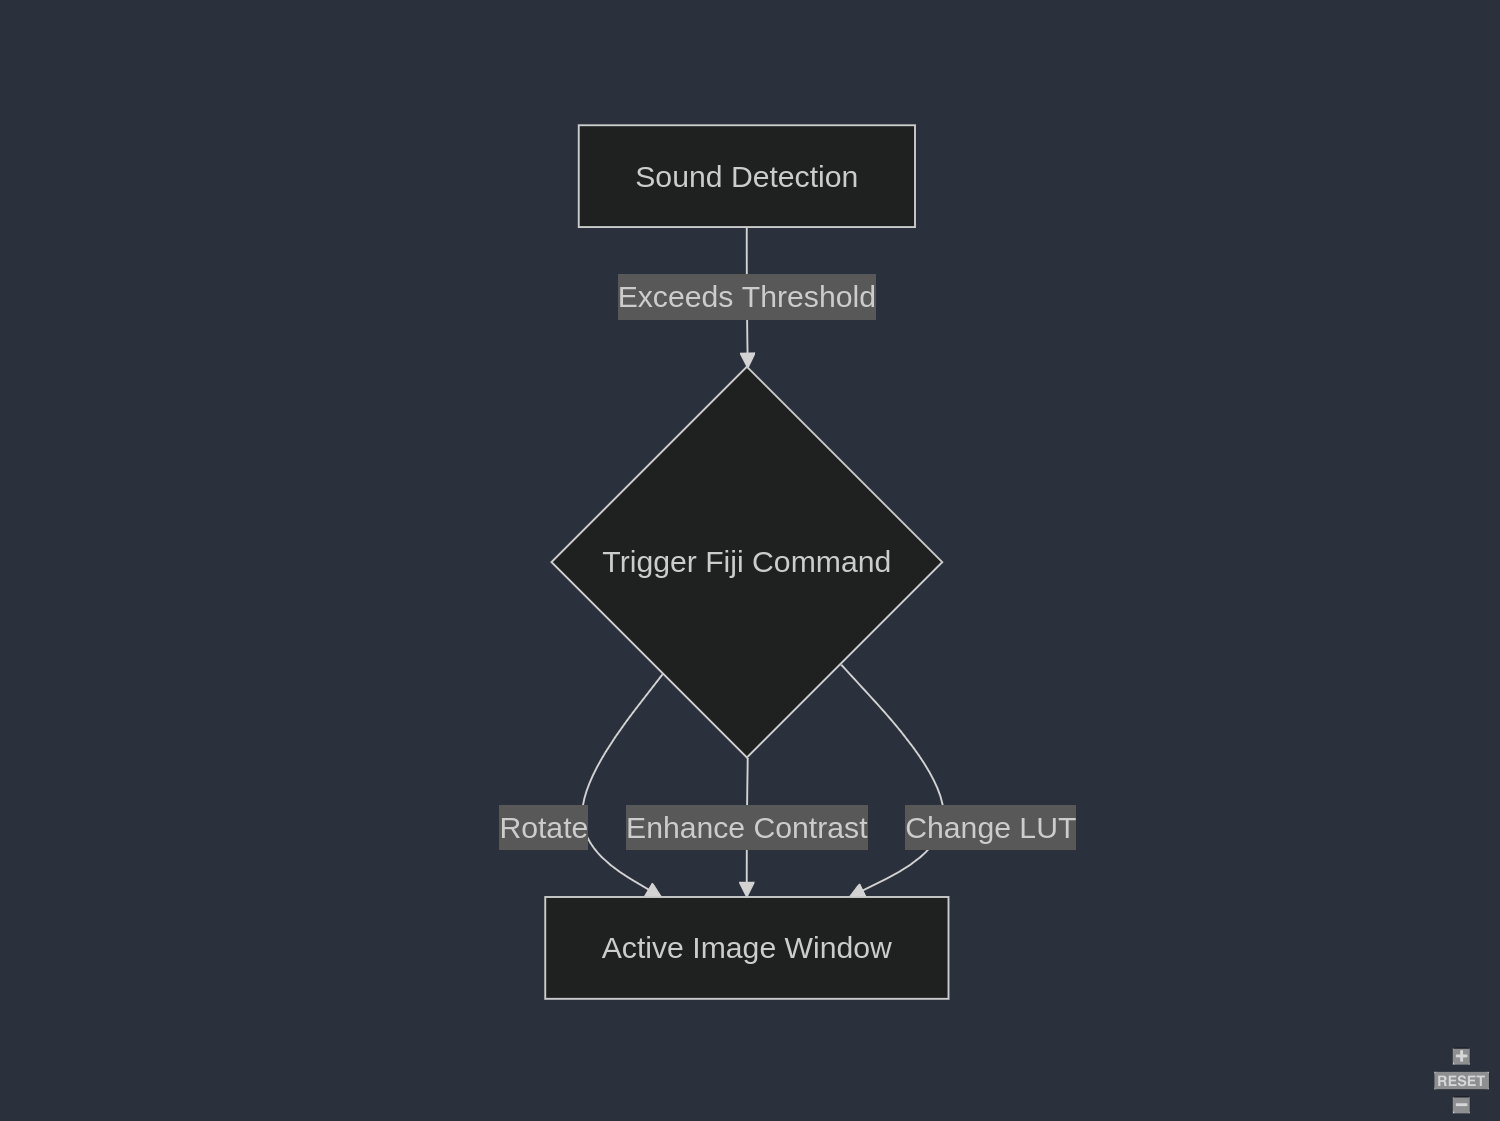 Sound Detection
Exceeds Threshold
Trigger Fiji Command
Rotate
Enhance Contrast
Change LUT
Active Image Window
+
RESET
−